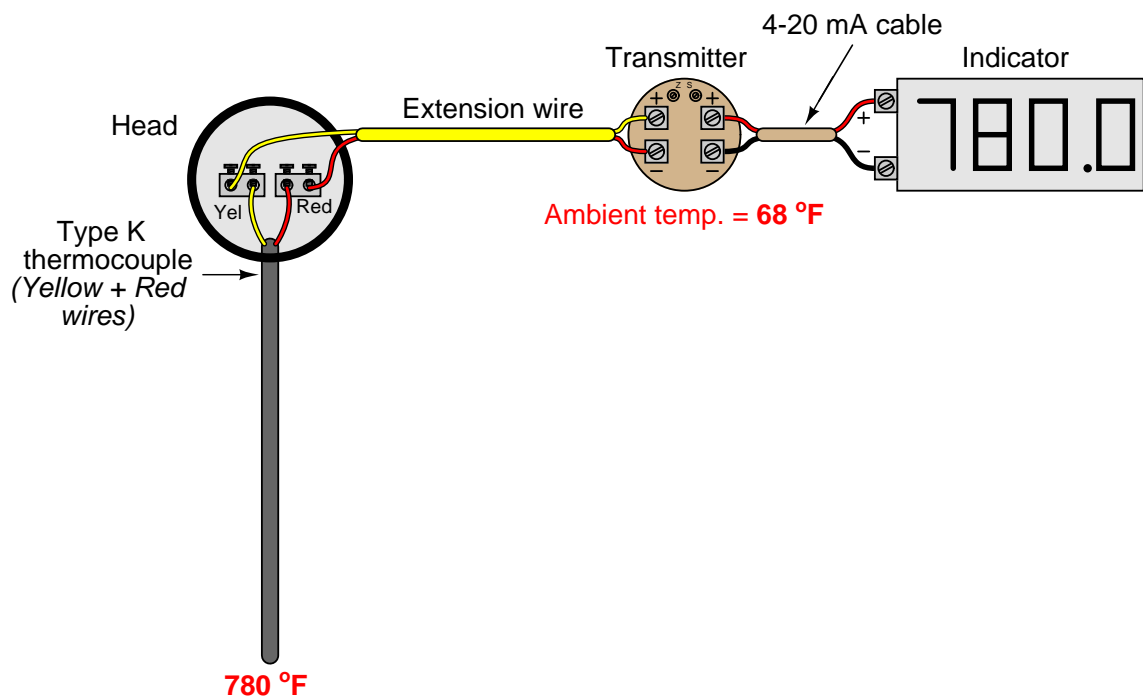 4-20 mA cable
Transmitter
Indicator
Head
Extension wire
Z S
+ +
- -
+
-
780.0
Yel
Red
Ambient temp. = 68 °F
Type K
thermocouple
(Yellow + Red
wires)
780 °F